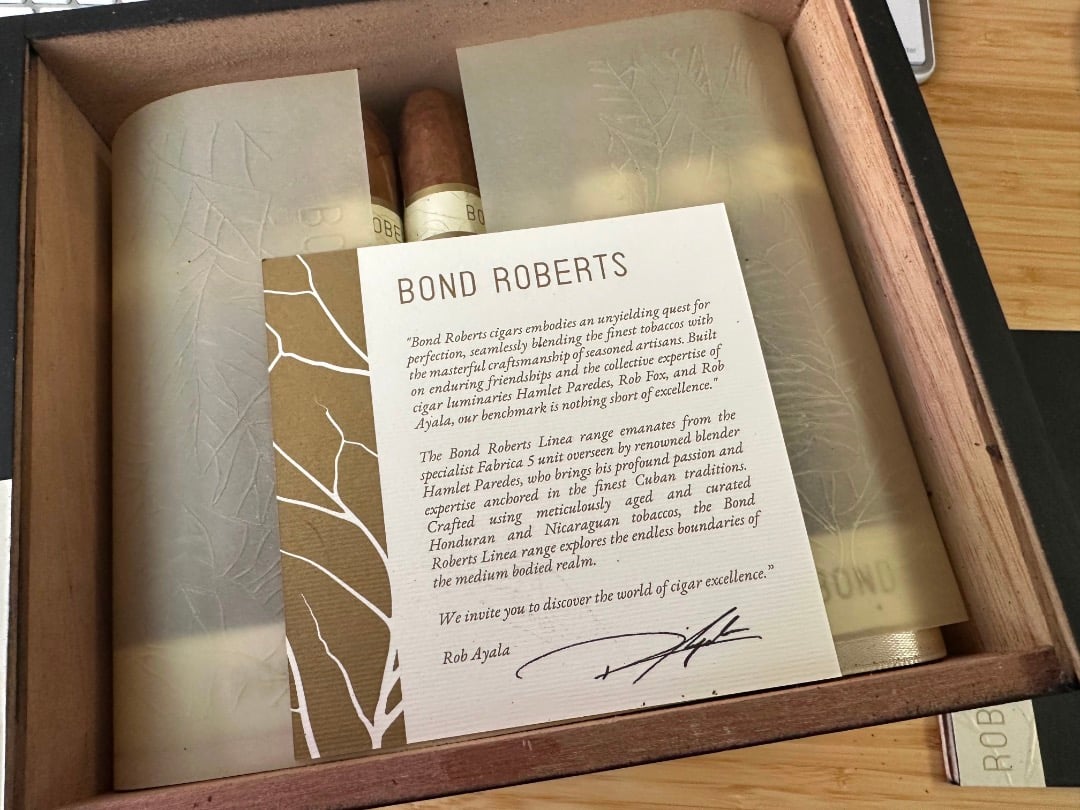 BO
OBE
BO
BOND ROBERTS
"Bond Roberts cigars embodies an unyielding quest for
perfection, seamlessly blending the finest tobaccos with
the masterful craftsmanship of seasoned artisans. Built
on enduring friendships and the collective expertise of
cigar luminaries Hamlet Paredes, Rob Fox, and Rob
Ayala, our benchmark is nothing short of excellence."
The Bond Roberts Linea range emanates from the
specialist Fabrica 5 unit overseen by renowned blender
Hamlet Paredes, who brings his profound passion and
expertise anchored in the finest Cuban traditions.
Crafted using meticulously aged and curated
Honduran and Nicaraguan tobaccos, the Bond
Roberts Linea range explores the endless boundaries of
the medium bodied realm.
We invite you to discover the world of cigar excellence.”
Rob Ayala
BOND
ROB